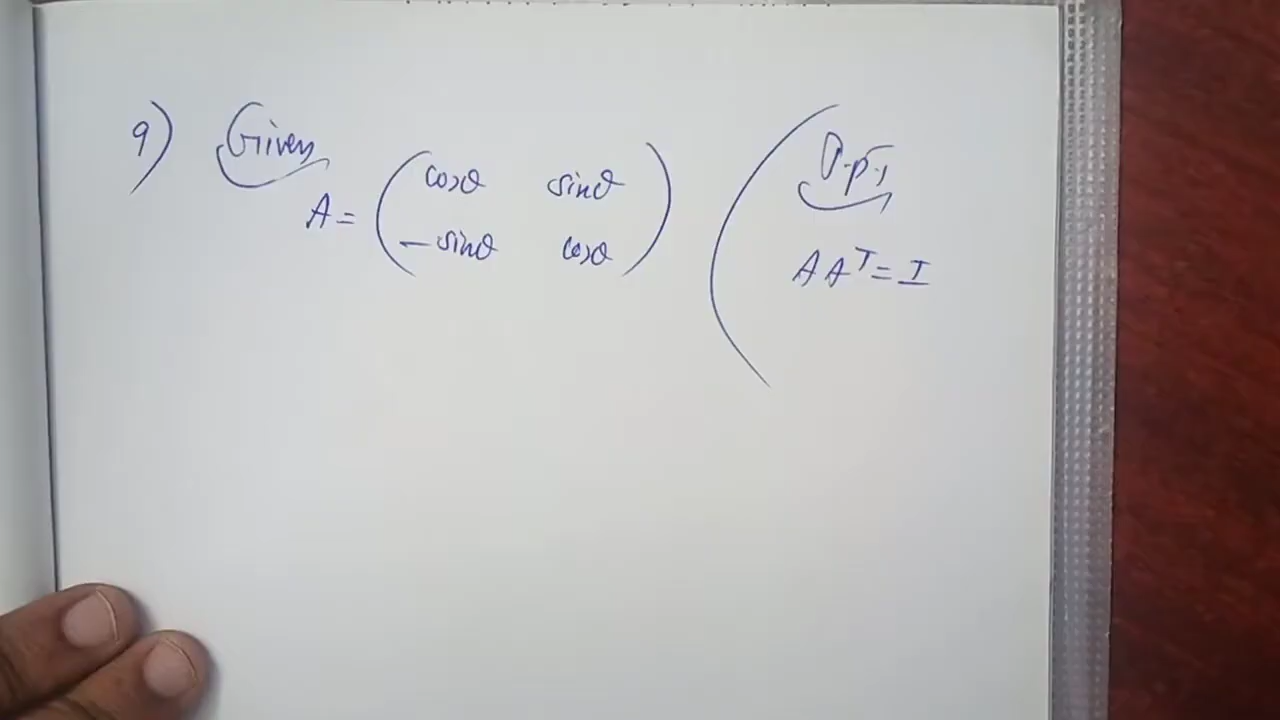 9) Given
A = ( cosθ sinθ
-sinθ cosθ )
T.P.T
AAᵀ = I